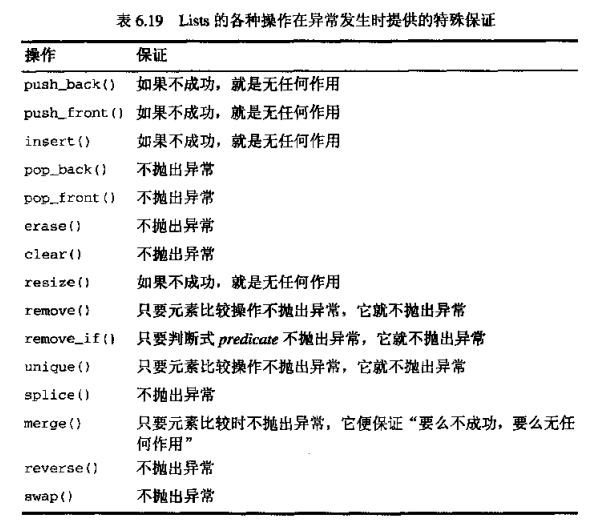 表 6.19 Lists 的各种操作在异常发生时提供的特殊保证
操作 保证
push_back() 如果不成功，就是无任何作用
push_front() 如果不成功，就是无任何作用
insert() 如果不成功，就是无任何作用
pop_back() 不抛出异常
pop_front() 不抛出异常
erase() 不抛出异常
clear() 不抛出异常
resize() 如果不成功，就是无任何作用
remove() 只要元素比较操作不抛出异常，它就不抛出异常
remove_if() 只要判断式 predicate 不抛出异常，它就不抛出异常
unique() 只要元素比较操作不抛出异常，它就不抛出异常
splice() 不抛出异常
merge() 只要元素比较时不抛出异常，它便保证“要么不成功，要么无任
何作用”
reverse() 不抛出异常
swap() 不抛出异常